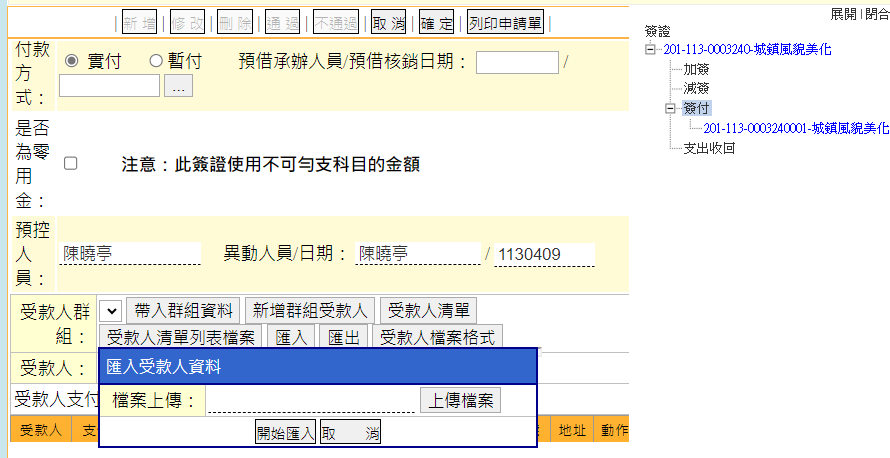 新 增 修 改 刪 除 通 過 不通過 取 消 確 定 列印申請單
付款方式： 實付 暫付 預借承辦人員/預借核銷日期： /
...
是否為零用金： 注意：此簽證使用不可勻支科目的金額
預控人員： 陳曉亭 異動人員/日期： 陳曉亭 / 1130409
受款人群組： 帶入群組資料 新增群組受款人 受款人清單
受款人清單列表檔案 匯入 匯出 受款人檔案格式
受款人：
匯入受款人資料
受款人支付
檔案上傳： 上傳檔案
開始匯入 取 消
受款人 支 地址 動作
展開 | 閉合
簽證
201-113-0003240-城鎮風貌美化
加簽
減簽
簽付
201-113-0003240001-城鎮風貌美化
支出收回